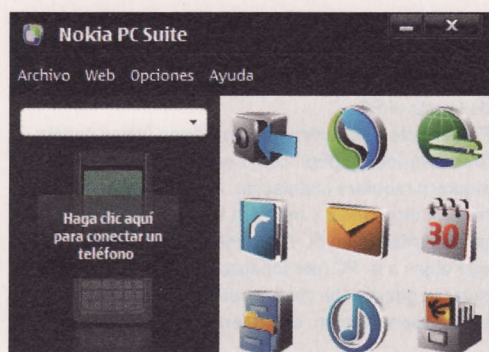 Nokia PC Suite
Archivo Web Opciones Ayuda
Haga clic aquí
para conectar un
teléfono
30